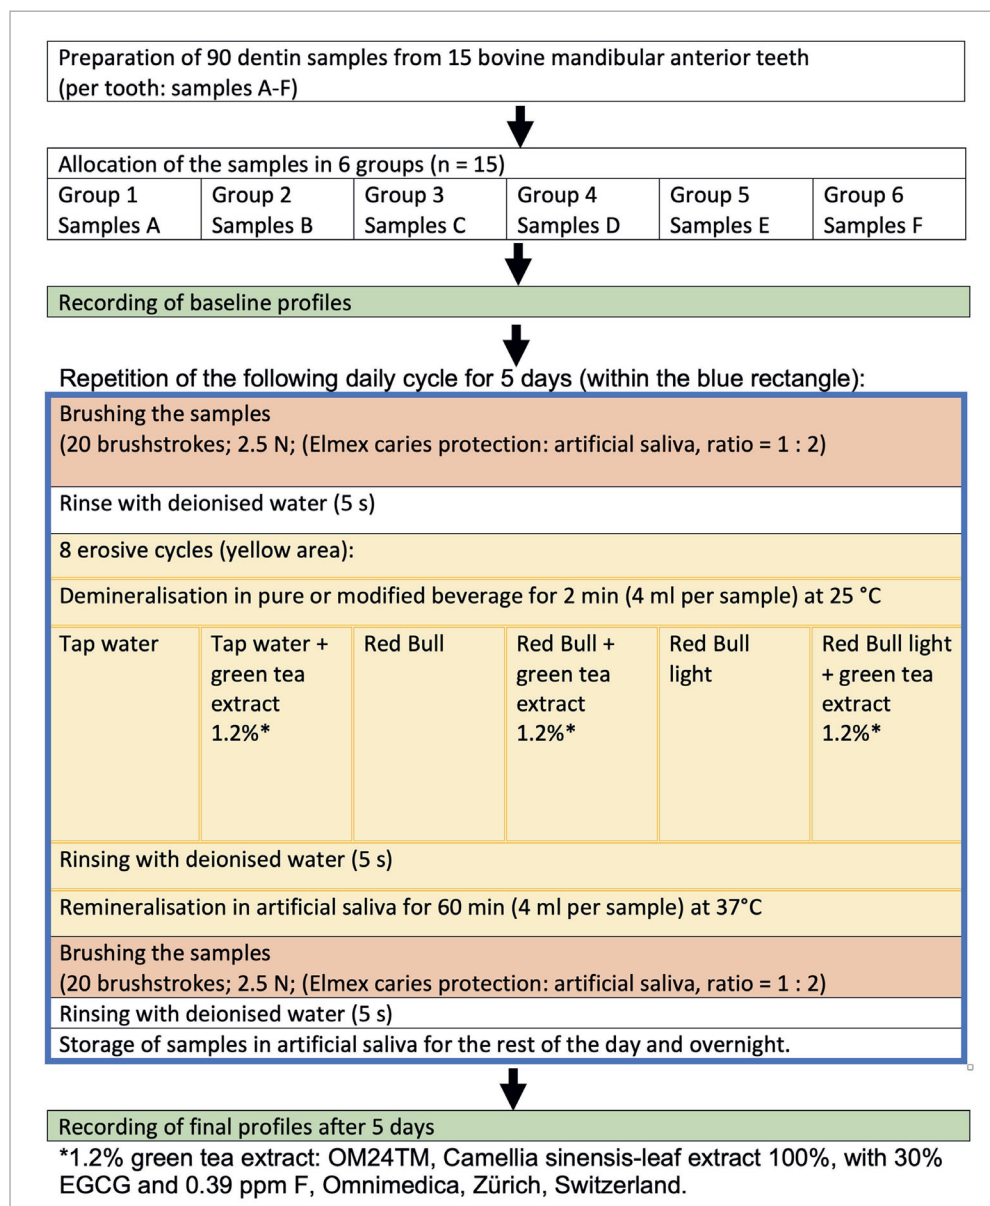 Preparation of 90 dentin samples from 15 bovine mandibular anterior teeth
(per tooth: samples A-F)
Allocation of the samples in 6 groups (n = 15)
Group 1
Samples A
Group 2
Samples B
Group 3
Samples C
Group 4
Samples D
Group 5
Samples E
Group 6
Samples F
Recording of baseline profiles
Repetition of the following daily cycle for 5 days (within the blue rectangle):
Brushing the samples
(20 brushstrokes; 2.5 N; (Elmex caries protection: artificial saliva, ratio = 1 : 2)
Rinse with deionised water (5 s)
8 erosive cycles (yellow area):
Demineralisation in pure or modified beverage for 2 min (4 ml per sample) at 25 °C
Tap water
Tap water +
green tea
extract
1.2%*
Red Bull
Red Bull +
green tea
extract
1.2%*
Red Bull
light
Red Bull light
+ green tea
extract
1.2%*
Rinsing with deionised water (5 s)
Remineralisation in artificial saliva for 60 min (4 ml per sample) at 37°C
Brushing the samples
(20 brushstrokes; 2.5 N; (Elmex caries protection: artificial saliva, ratio = 1 : 2)
Rinsing with deionised water (5 s)
Storage of samples in artificial saliva for the rest of the day and overnight.
Recording of final profiles after 5 days
*1.2% green tea extract: OM24TM, Camellia sinensis-leaf extract 100%, with 30%
EGCG and 0.39 ppm F, Omnimedica, Zürich, Switzerland.